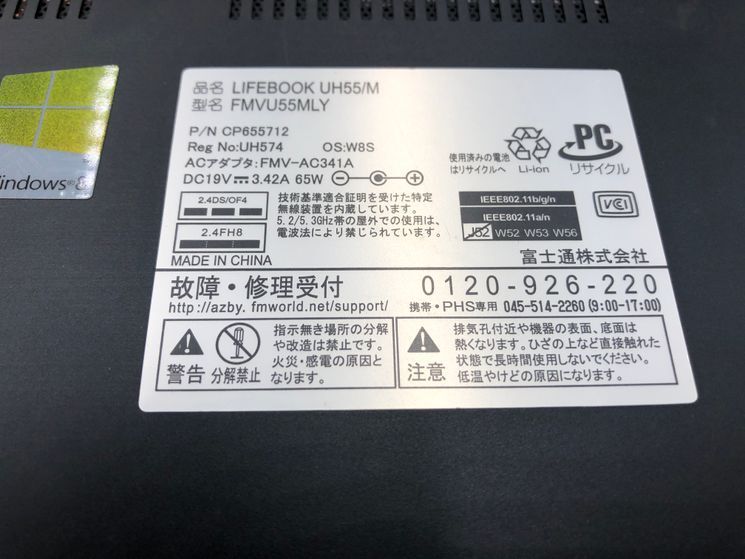 品名 LIFEBOOK UH55/M
型名 FMVU55MLY
P/N CP655712
Reg No:UH574 OS:W8S
ACアダプタ:FMV-AC341A
DC19V 3.42A 65W
2.4DS/OF4
2.4FH8
技術基準適合証明を受けた特定
無線装置を内蔵しています。
5.2/5.3GHz帯の屋外での使用は、
電波法により禁じられています。
MADE IN CHINA
使用済みの電池
はリサイクルへ
Li-ion
PC
リサイクル
IEEE802.11b/g/n
IEEE802.11a/n
J52 W52 W53 W56
VCI
富士通株式会社
故障・修理受付 0120-926-220
http://azby.fmworld.net/support/ 携帯・PHS専用 045-514-2260(9:00-17:00)
警告
分解禁止
指示無き場所の分解
や改造は禁止です。
火災・感電の原因と
なります。
注意
排気孔付近や機器の表面、底面は
熱くなります。ひざの上など直接触れた
状態で長時間使用しないでください。
低温やけどの原因になります。
indows 8